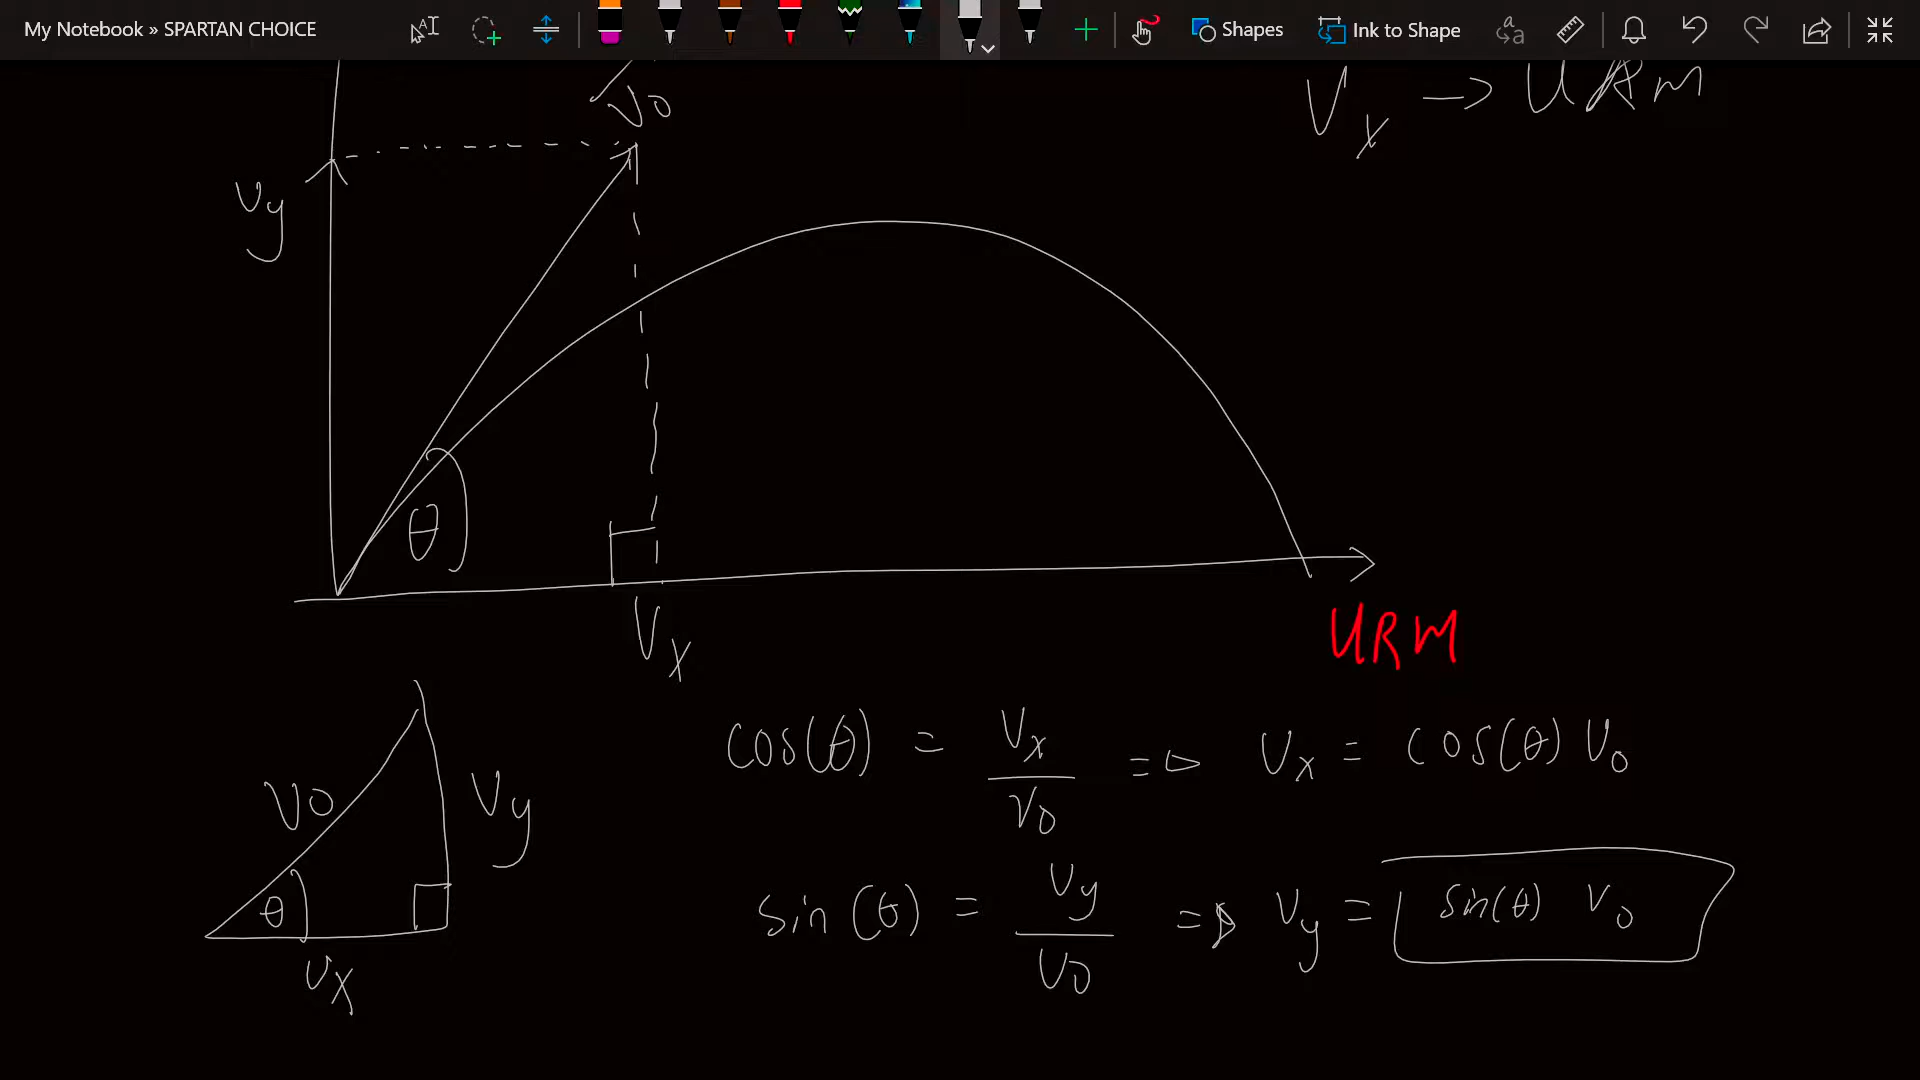 My Notebook » SPARTAN CHOICE
Shapes
Ink to Shape
V0
Vx → URM
Vy
θ
Vx
URM
V0
Vy
θ
Vx
cos(θ) = Vx / V0 => Vx = cos(θ) V0
sin(θ) = Vy / V0 => Vy = sin(θ) V0